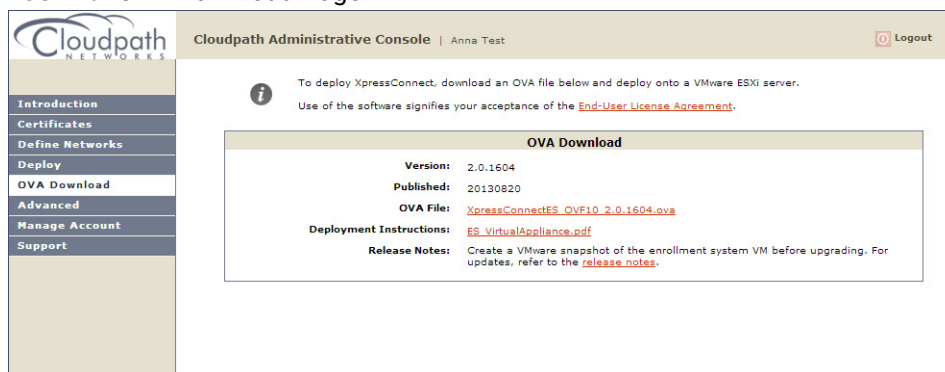 Cloudpath
NETWORKS
Cloudpath Administrative Console | Anna Test
Logout
Introduction
Certificates
Define Networks
Deploy
OVA Download
Advanced
Manage Account
Support
To deploy XpressConnect, download an OVA file below and deploy onto a VMware ESXi server.
Use of the software signifies your acceptance of the End-User License Agreement.
OVA Download
Version: 2.0.1604
Published: 20130820
OVA File: XpressConnectES_OVF10_2.0.1604.ova
Deployment Instructions: ES_VirtualAppliance.pdf
Release Notes: Create a VMware snapshot of the enrollment system VM before upgrading. For
updates, refer to the release notes.